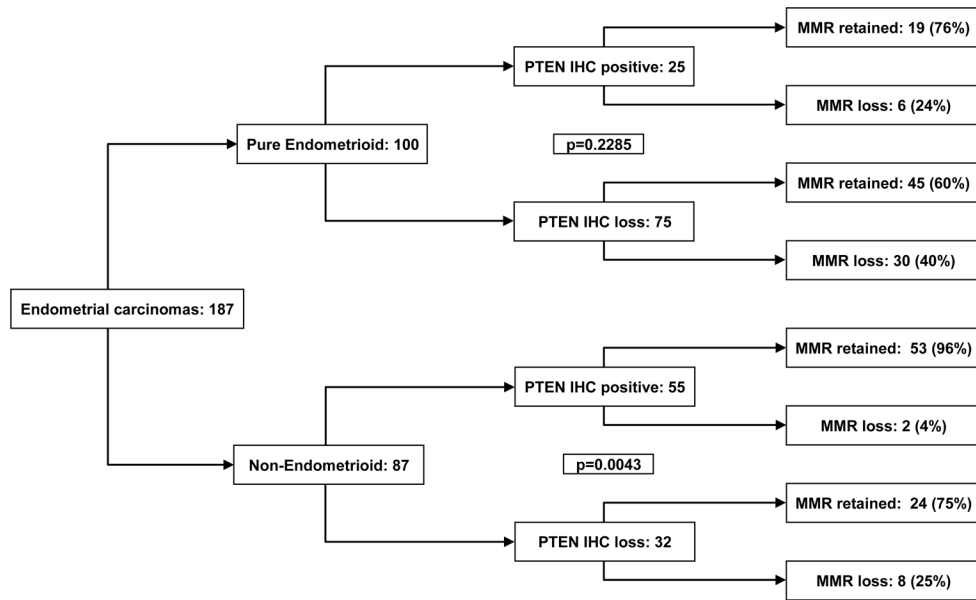 MMR retained: 19 (76%)
PTEN IHC positive: 25
MMR loss: 6 (24%)
Pure Endometrioid: 100
p=0.2285
MMR retained: 45 (60%)
PTEN IHC loss: 75
MMR loss: 30 (40%)
Endometrial carcinomas: 187
MMR retained: 53 (96%)
PTEN IHC positive: 55
MMR loss: 2 (4%)
Non-Endometrioid: 87
p=0.0043
MMR retained: 24 (75%)
PTEN IHC loss: 32
MMR loss: 8 (25%)